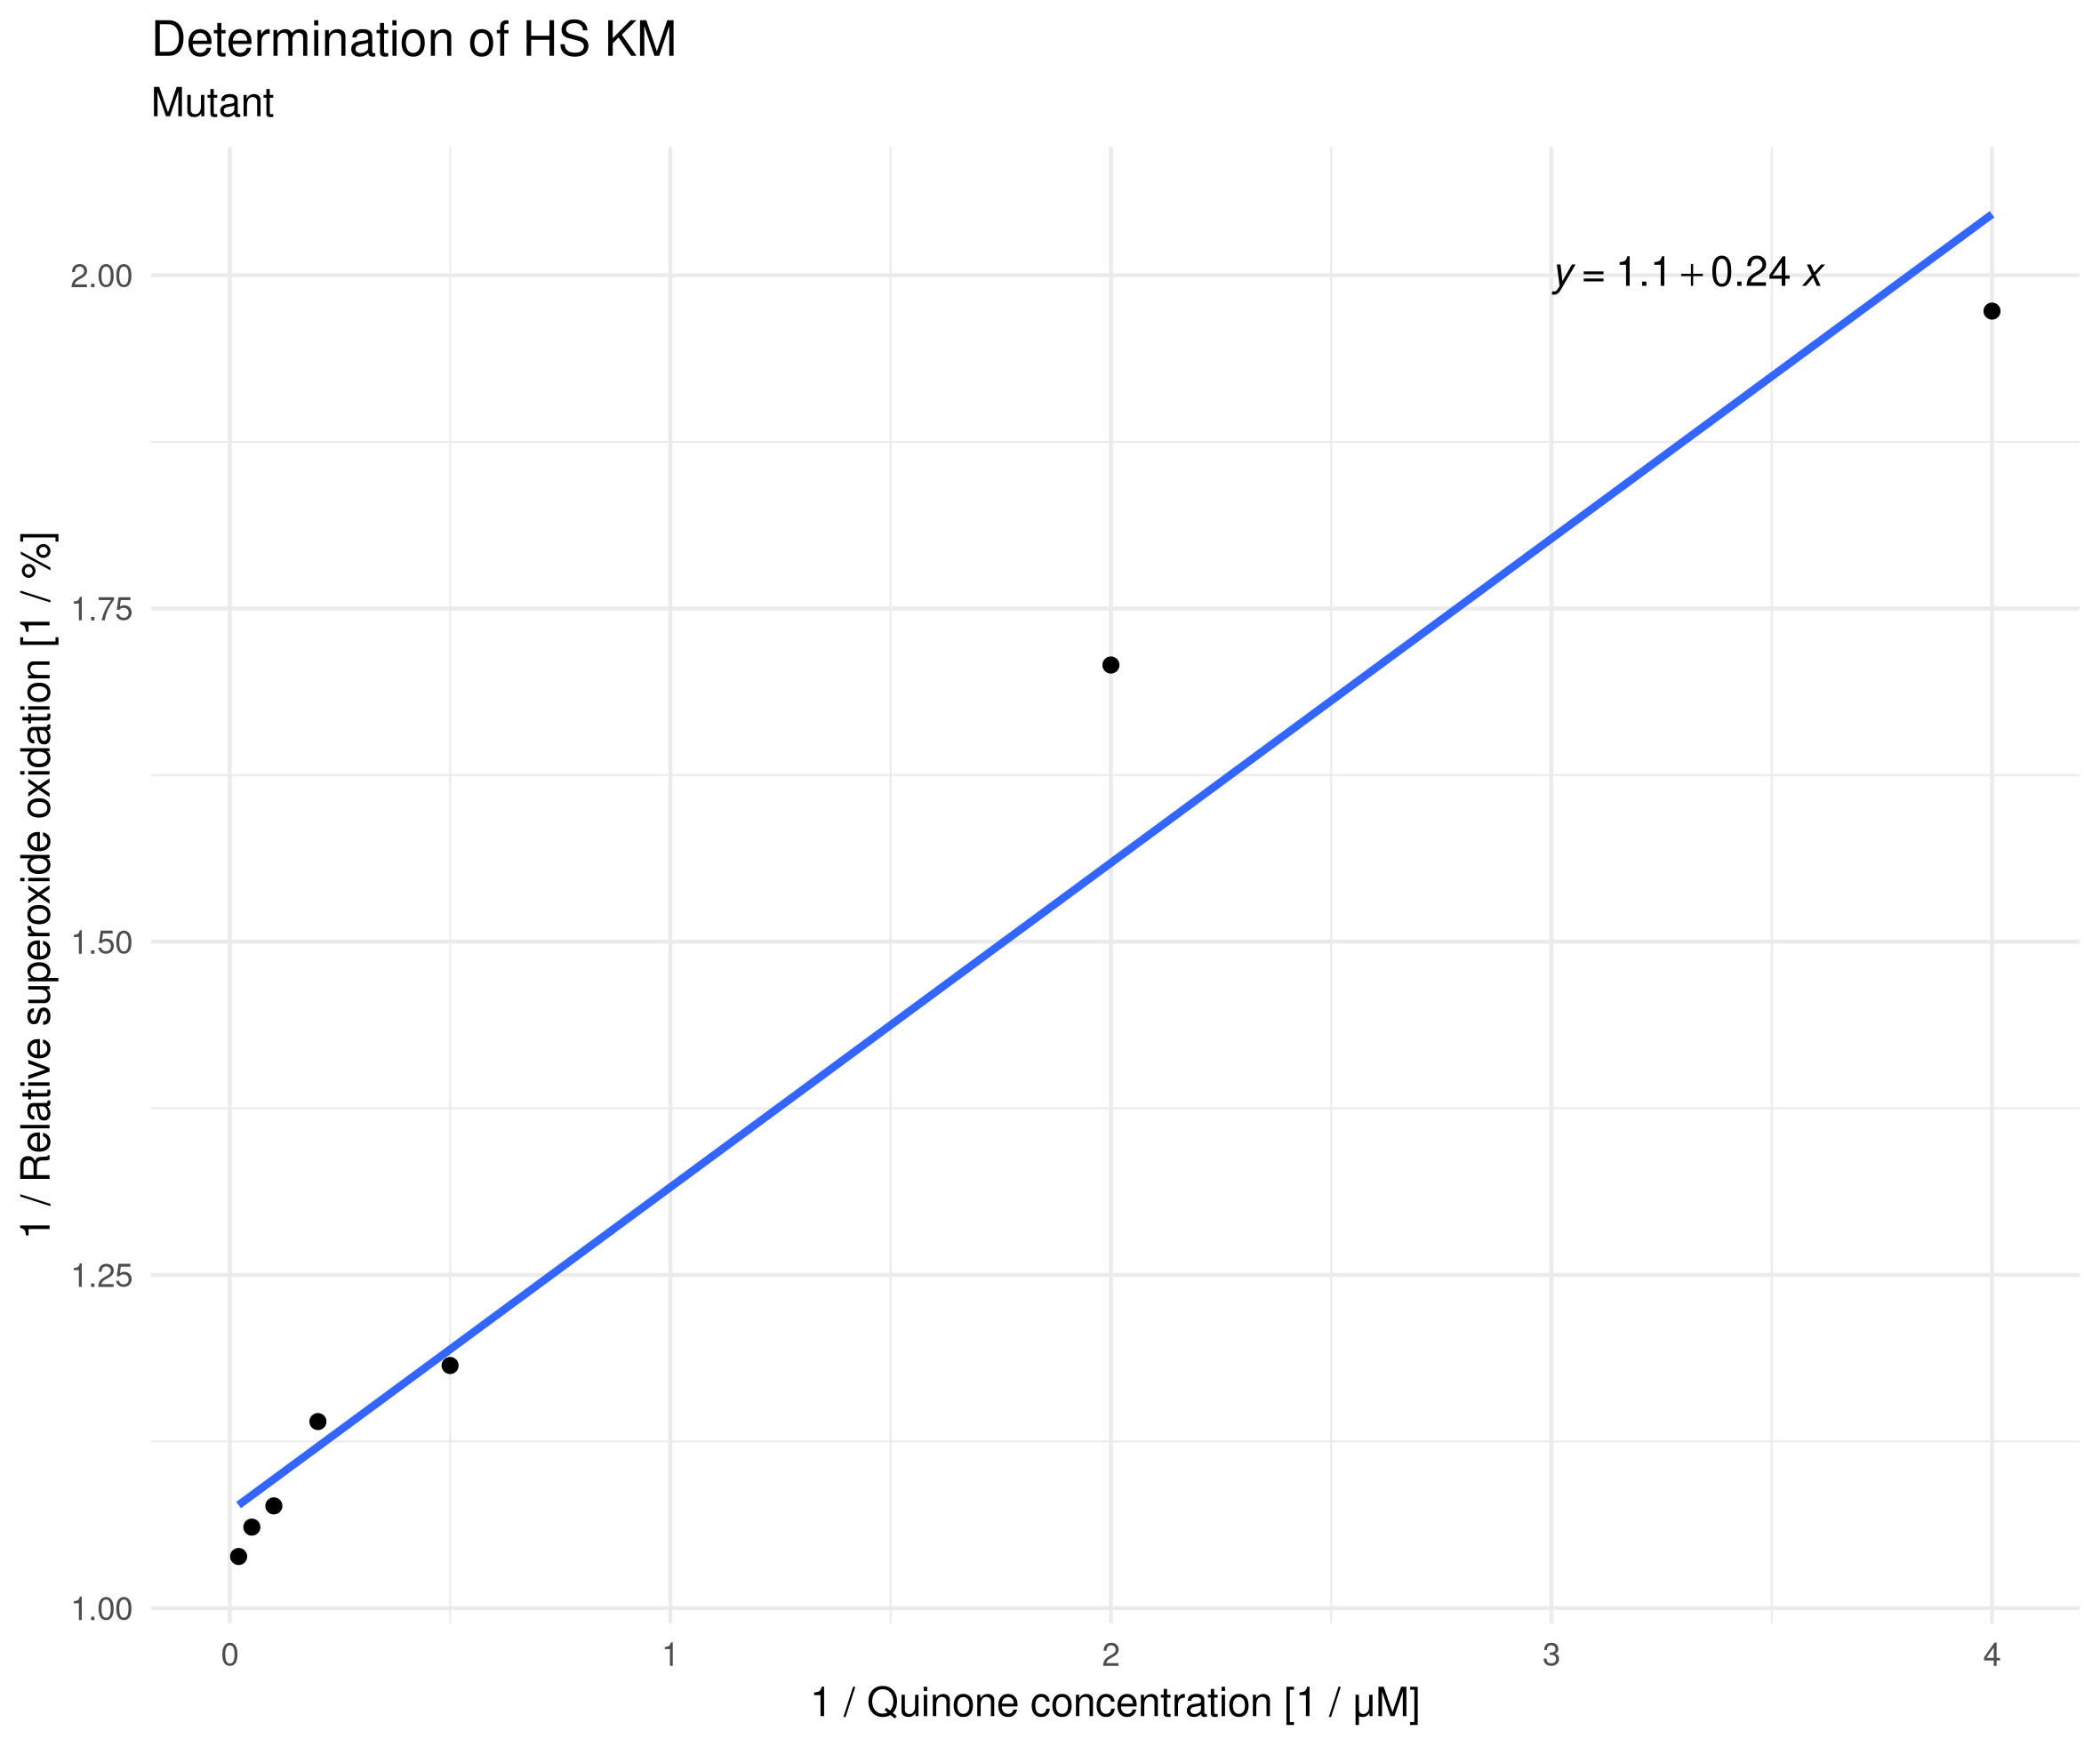 Determination of HS KM
Mutant
y = 1.1 + 0.24 x
2.00
1.75
1.50
1.25
1.00
1 / Relative superoxide oxidation [1 / %]
0 1 2 3 4
1 / Quinone concentration [1 / µM]